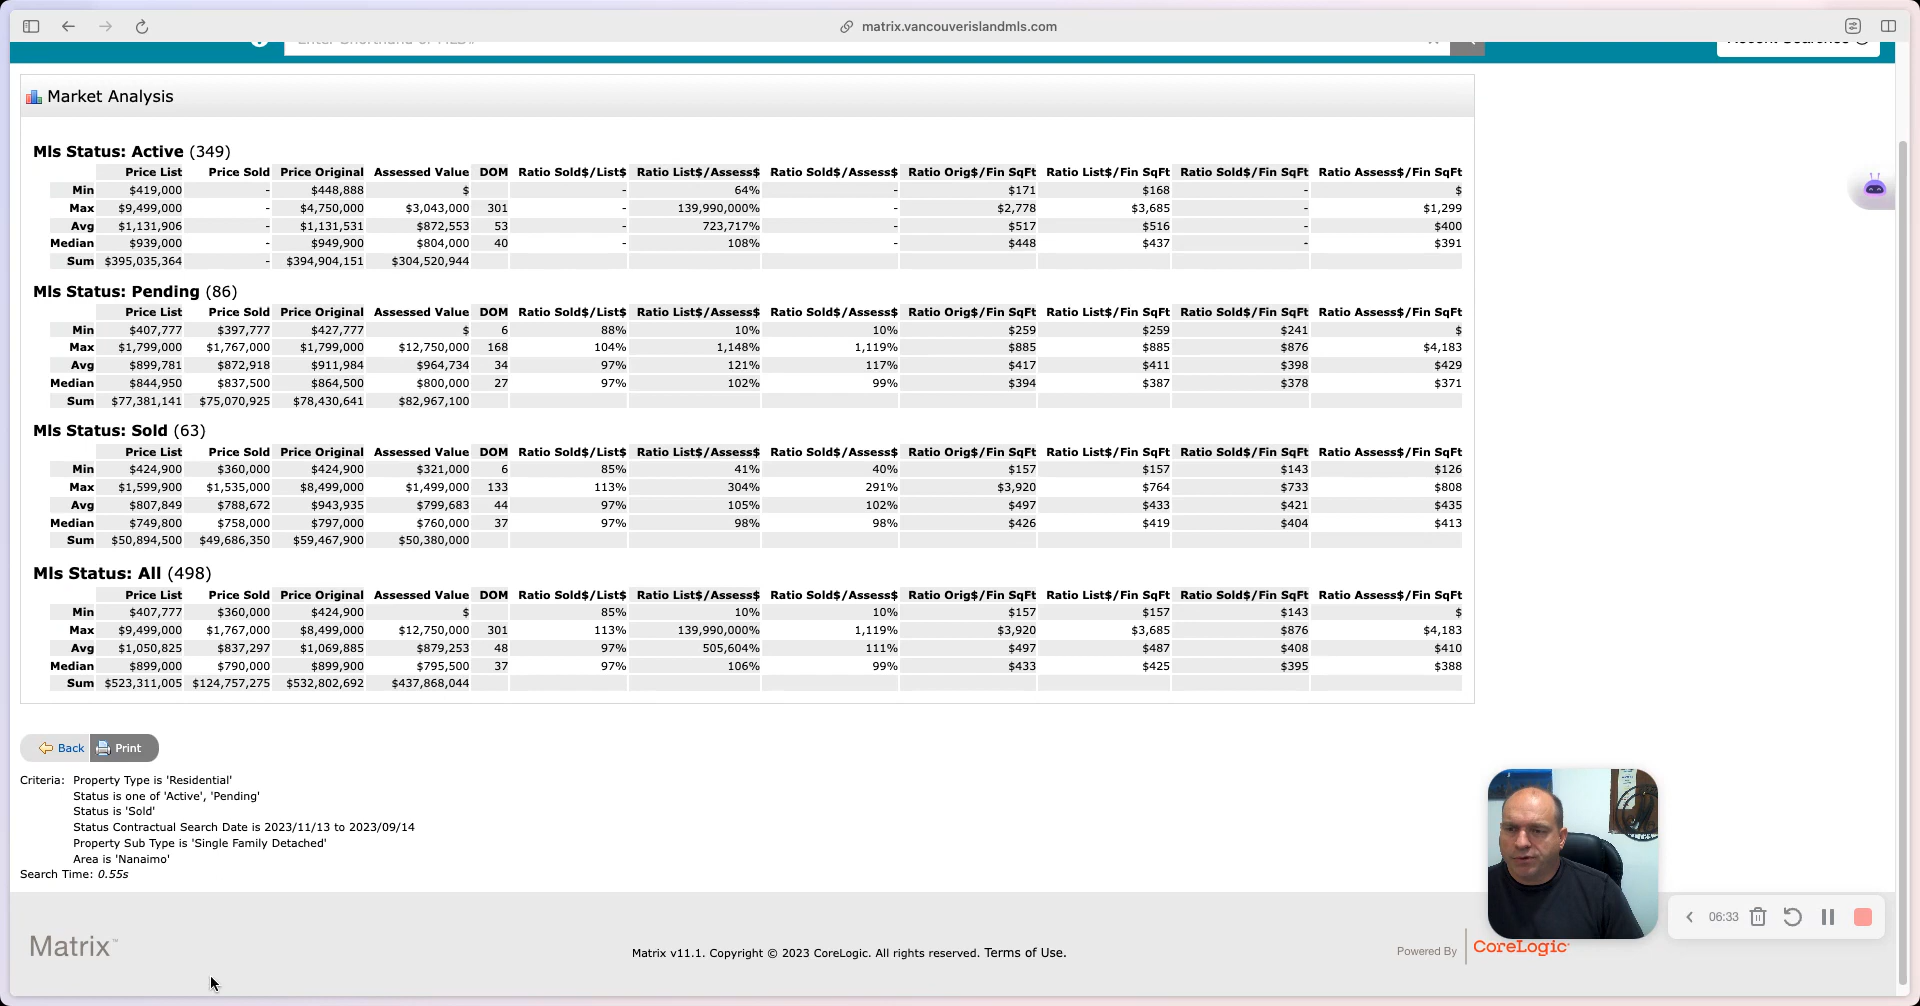 matrix.vancouverislandmls.com
Market Analysis
Mls Status: Active (349)
Price List Price Sold Price Original Assessed Value DOM Ratio Sold$/List$ Ratio List$/Assess$ Ratio Sold$/Assess$ Ratio Orig$/Fin SqFt Ratio List$/Fin SqFt Ratio Sold$/Fin SqFt Ratio Assess$/Fin SqFt
Min $419,000 - $448,888 $ - 64% - $171 $168 - $
Max $9,499,000 - $4,750,000 $3,043,000 301 - 139,990,000% - $2,778 $3,685 - $1,299
Avg $1,131,906 - $1,131,531 $872,553 53 - 723,717% - $517 $516 - $400
Median $939,000 - $949,900 $804,000 40 - 108% - $448 $437 - $391
Sum $395,035,364 - $394,904,151 $304,520,944
Mls Status: Pending (86)
Price List Price Sold Price Original Assessed Value DOM Ratio Sold$/List$ Ratio List$/Assess$ Ratio Sold$/Assess$ Ratio Orig$/Fin SqFt Ratio List$/Fin SqFt Ratio Sold$/Fin SqFt Ratio Assess$/Fin SqFt
Min $407,777 $397,777 $427,777 $ 6 88% 10% 10% $259 $259 $241 $
Max $1,799,000 $1,767,000 $1,799,000 $12,750,000 168 104% 1,148% 1,119% $885 $885 $876 $4,183
Avg $899,781 $872,918 $911,984 $964,734 34 97% 121% 117% $417 $411 $398 $429
Median $844,950 $837,500 $864,500 $800,000 27 97% 102% 99% $394 $387 $378 $371
Sum $77,381,141 $75,070,925 $78,430,641 $82,967,100
Mls Status: Sold (63)
Price List Price Sold Price Original Assessed Value DOM Ratio Sold$/List$ Ratio List$/Assess$ Ratio Sold$/Assess$ Ratio Orig$/Fin SqFt Ratio List$/Fin SqFt Ratio Sold$/Fin SqFt Ratio Assess$/Fin SqFt
Min $424,900 $360,000 $424,900 $321,000 6 85% 41% 40% $157 $157 $143 $126
Max $1,599,900 $1,535,000 $8,499,000 $1,499,000 133 113% 304% 291% $3,920 $764 $733 $808
Avg $807,849 $788,672 $943,935 $799,683 44 97% 105% 102% $497 $433 $421 $435
Median $749,800 $758,000 $797,000 $760,000 37 97% 98% 98% $426 $419 $404 $413
Sum $50,894,500 $49,686,350 $59,467,900 $50,380,000
Mls Status: All (498)
Price List Price Sold Price Original Assessed Value DOM Ratio Sold$/List$ Ratio List$/Assess$ Ratio Sold$/Assess$ Ratio Orig$/Fin SqFt Ratio List$/Fin SqFt Ratio Sold$/Fin SqFt Ratio Assess$/Fin SqFt
Min $407,777 $360,000 $424,900 $ 85% 10% 10% $157 $157 $143 $
Max $9,499,000 $1,767,000 $8,499,000 $12,750,000 301 113% 139,990,000% 1,119% $3,920 $3,685 $876 $4,183
Avg $1,050,825 $837,297 $1,069,885 $879,253 48 97% 505,604% 111% $497 $487 $408 $410
Median $899,000 $790,000 $899,900 $795,500 37 97% 106% 99% $433 $425 $395 $388
Sum $523,311,005 $124,757,275 $532,802,692 $437,868,044
Back Print
Criteria: Property Type is 'Residential'
Status is one of 'Active', 'Pending'
Status is 'Sold'
Status Contractual Search Date is 2023/11/13 to 2023/09/14
Property Sub Type is 'Single Family Detached'
Area is 'Nanaimo'
Search Time: 0.55s
06:33
Matrix™
Matrix v11.1. Copyright © 2023 CoreLogic. All rights reserved. Terms of Use.
Powered By CoreLogic